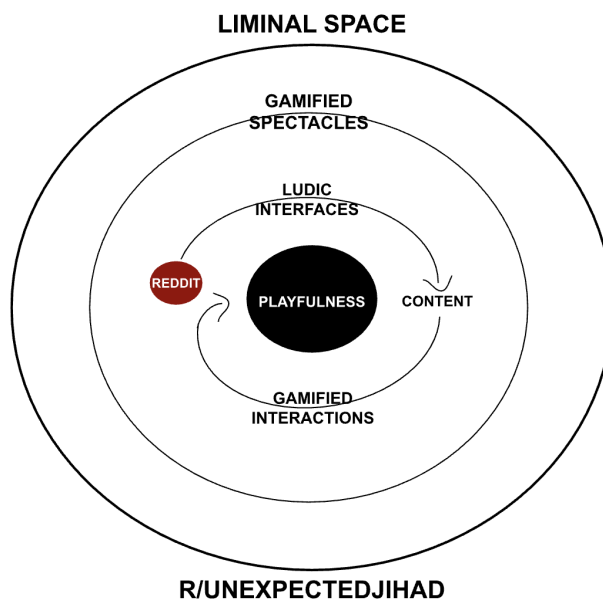 LIMINAL SPACE
GAMIFIED
SPECTACLES
LUDIC
INTERFACES
REDDIT
PLAYFULNESS
CONTENT
GAMIFIED
INTERACTIONS
R/UNEXPECTEDJIHAD